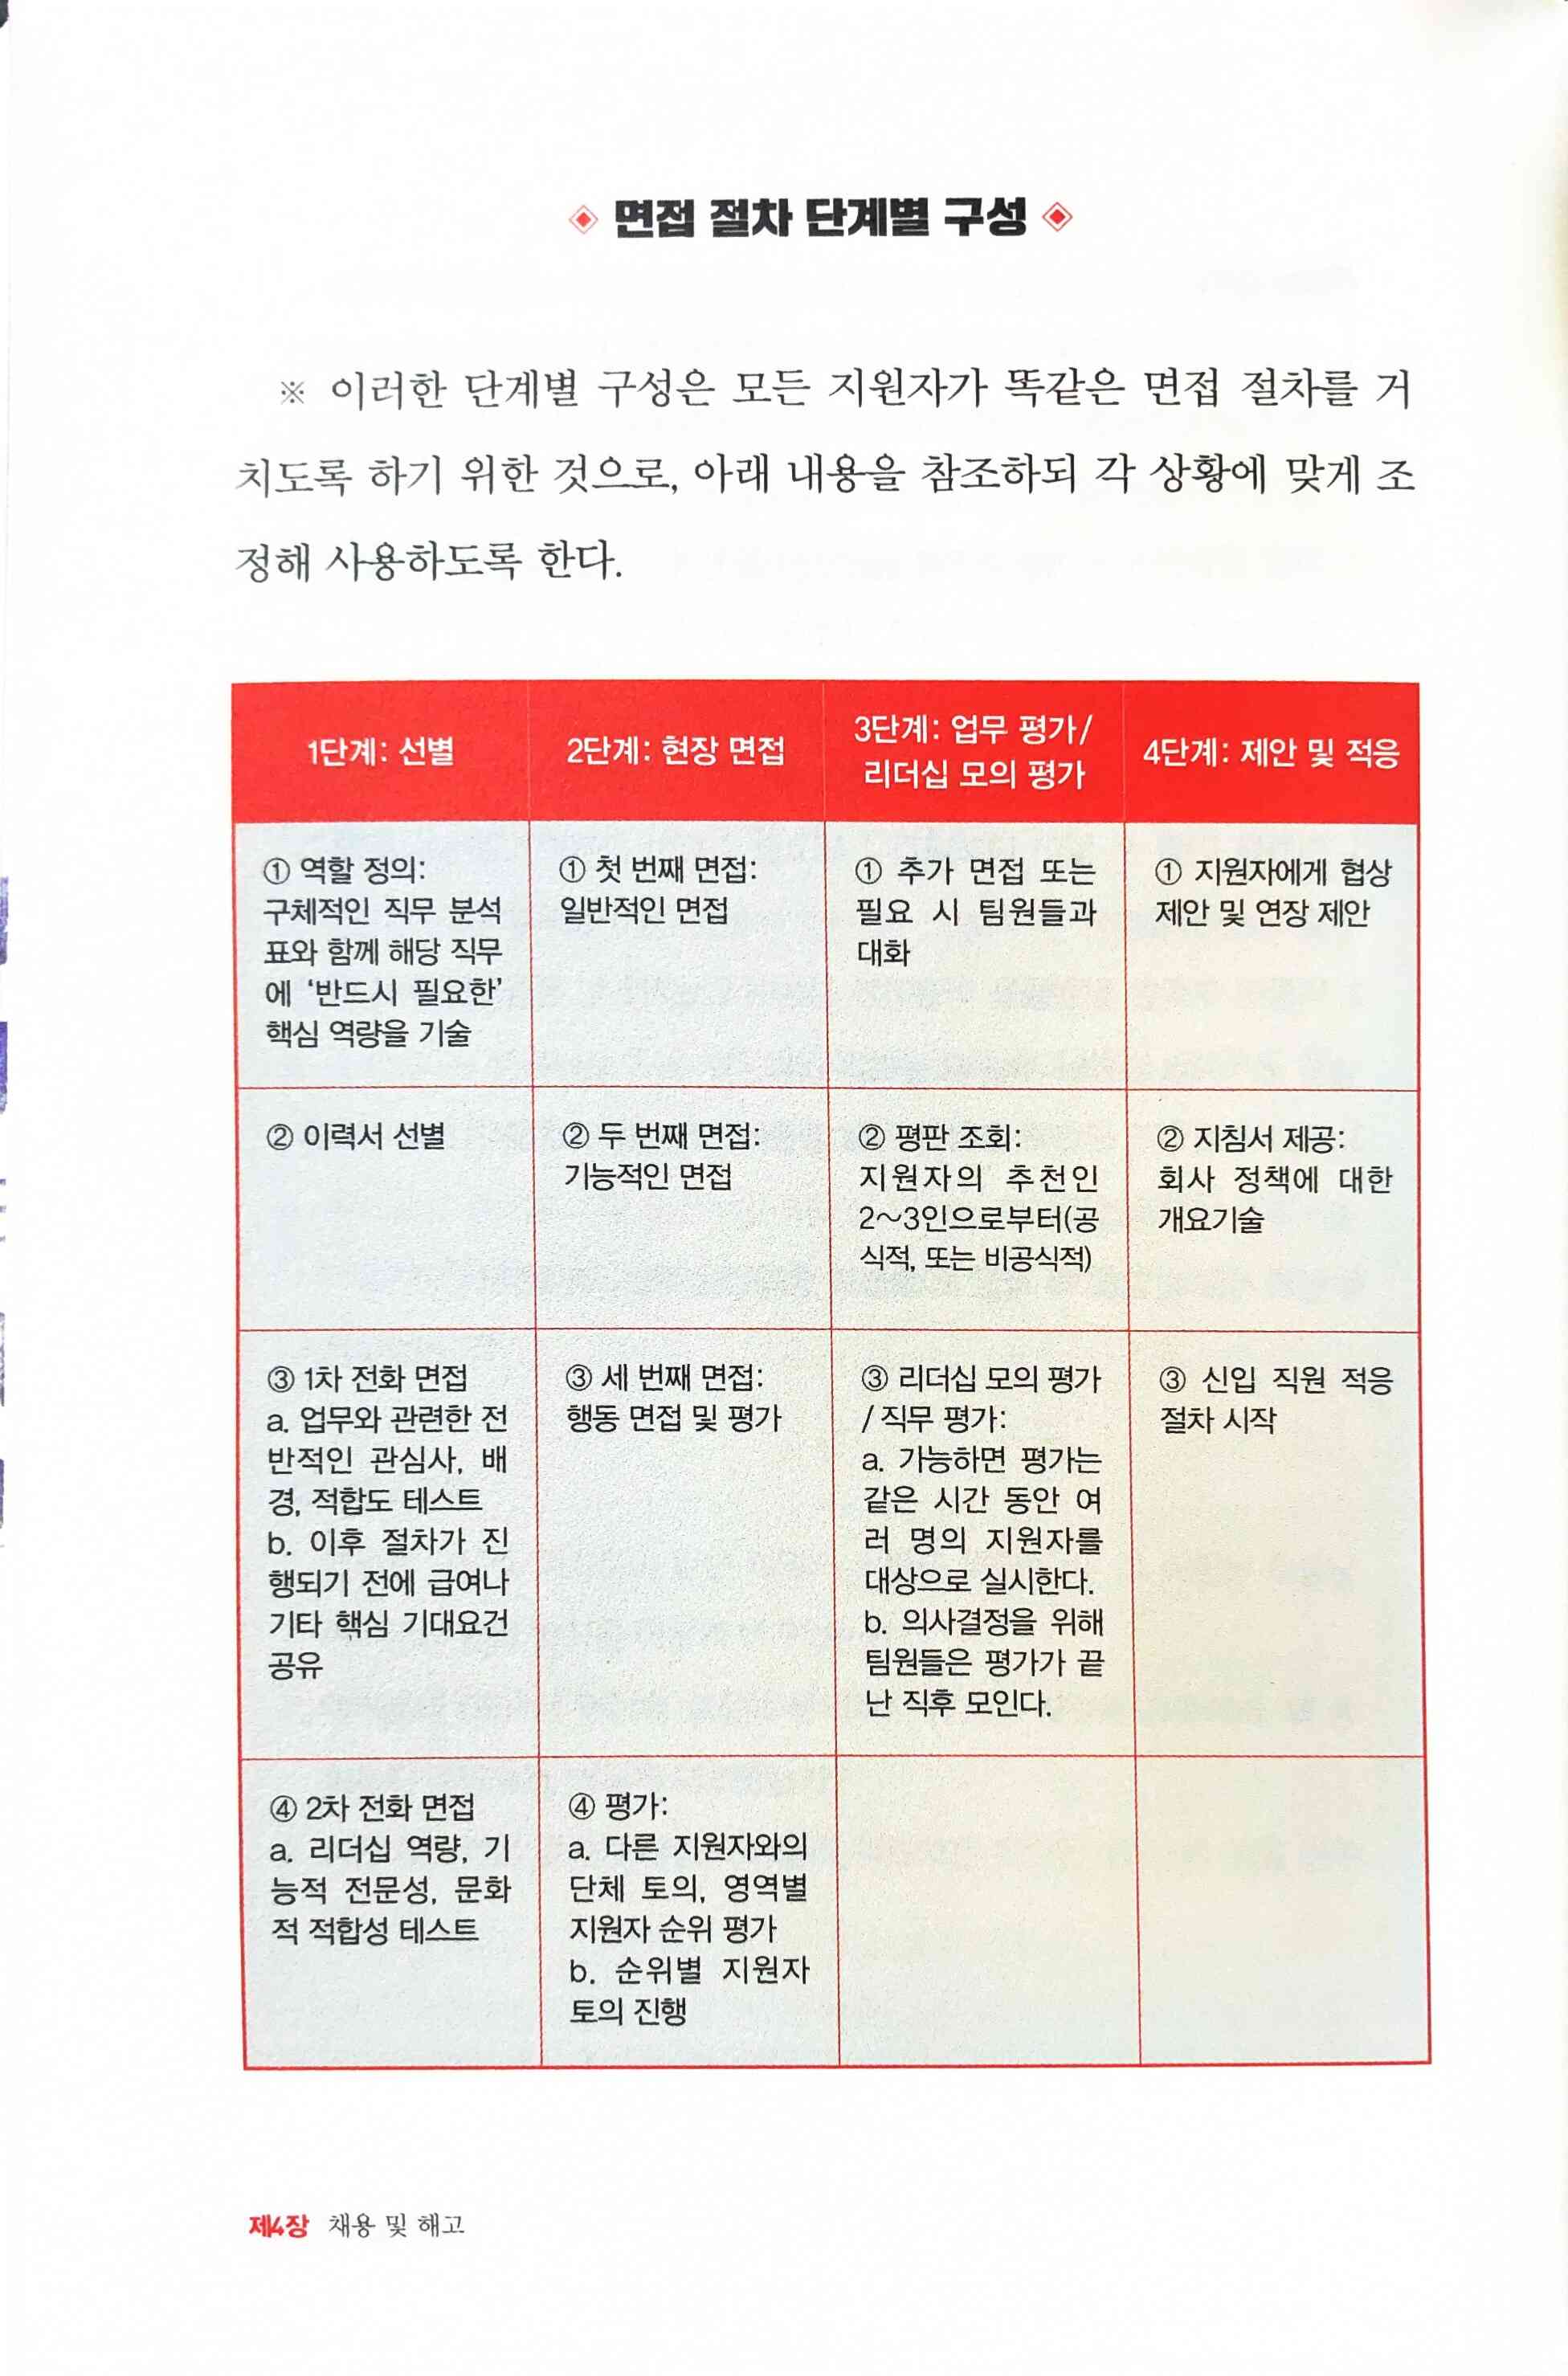 면접 절차 단계별 구성
※ 이러한 단계별 구성은 모든 지원자가 똑같은 면접 절차를 거
치도록 하기 위한 것으로, 아래 내용을 참조하되 각 상황에 맞게 조
정해 사용하도록 한다.
1단계: 선별
2단계: 현장 면접
3단계: 업무 평가/
리더십 모의 평가
4단계: 제안 및 적응
① 역할 정의:
구체적인 직무 분석
표와 함께 해당 직무
에 ‘반드시 필요한’
핵심 역량을 기술
① 첫 번째 면접:
일반적인 면접
① 추가 면접 또는
필요 시 팀원들과
대화
① 지원자에게 협상
제안 및 연장 제안
② 이력서 선별
② 두 번째 면접:
기능적인 면접
② 평판 조회:
지원자의 추천인
2～3인으로부터(공
식적, 또는 비공식적)
② 지침서 제공:
회사 정책에 대한
개요기술
③ 1차 전화 면접
a. 업무와 관련한 전
반적인 관심사, 배
경, 적합도 테스트
b. 이후 절차가 진
행되기 전에 급여나
기타 핵심 기대요건
공유
③ 세 번째 면접:
행동 면접 및 평가
③ 리더십 모의 평가
/ 직무 평가:
a. 가능하면 평가는
같은 시간 동안 여
러 명의 지원자를
대상으로 실시한다.
b. 의사결정을 위해
팀원들은 평가가 끝
난 직후 모인다.
③ 신입 직원 적응
절차 시작
④ 2차 전화 면접
a. 리더십 역량, 기
능적 전문성, 문화
적 적합성 테스트
④ 평가:
a. 다른 지원자와의
단체 토의, 영역별
지원자 순위 평가
b. 순위별 지원자
토의 진행
제4장 채용 및 해고